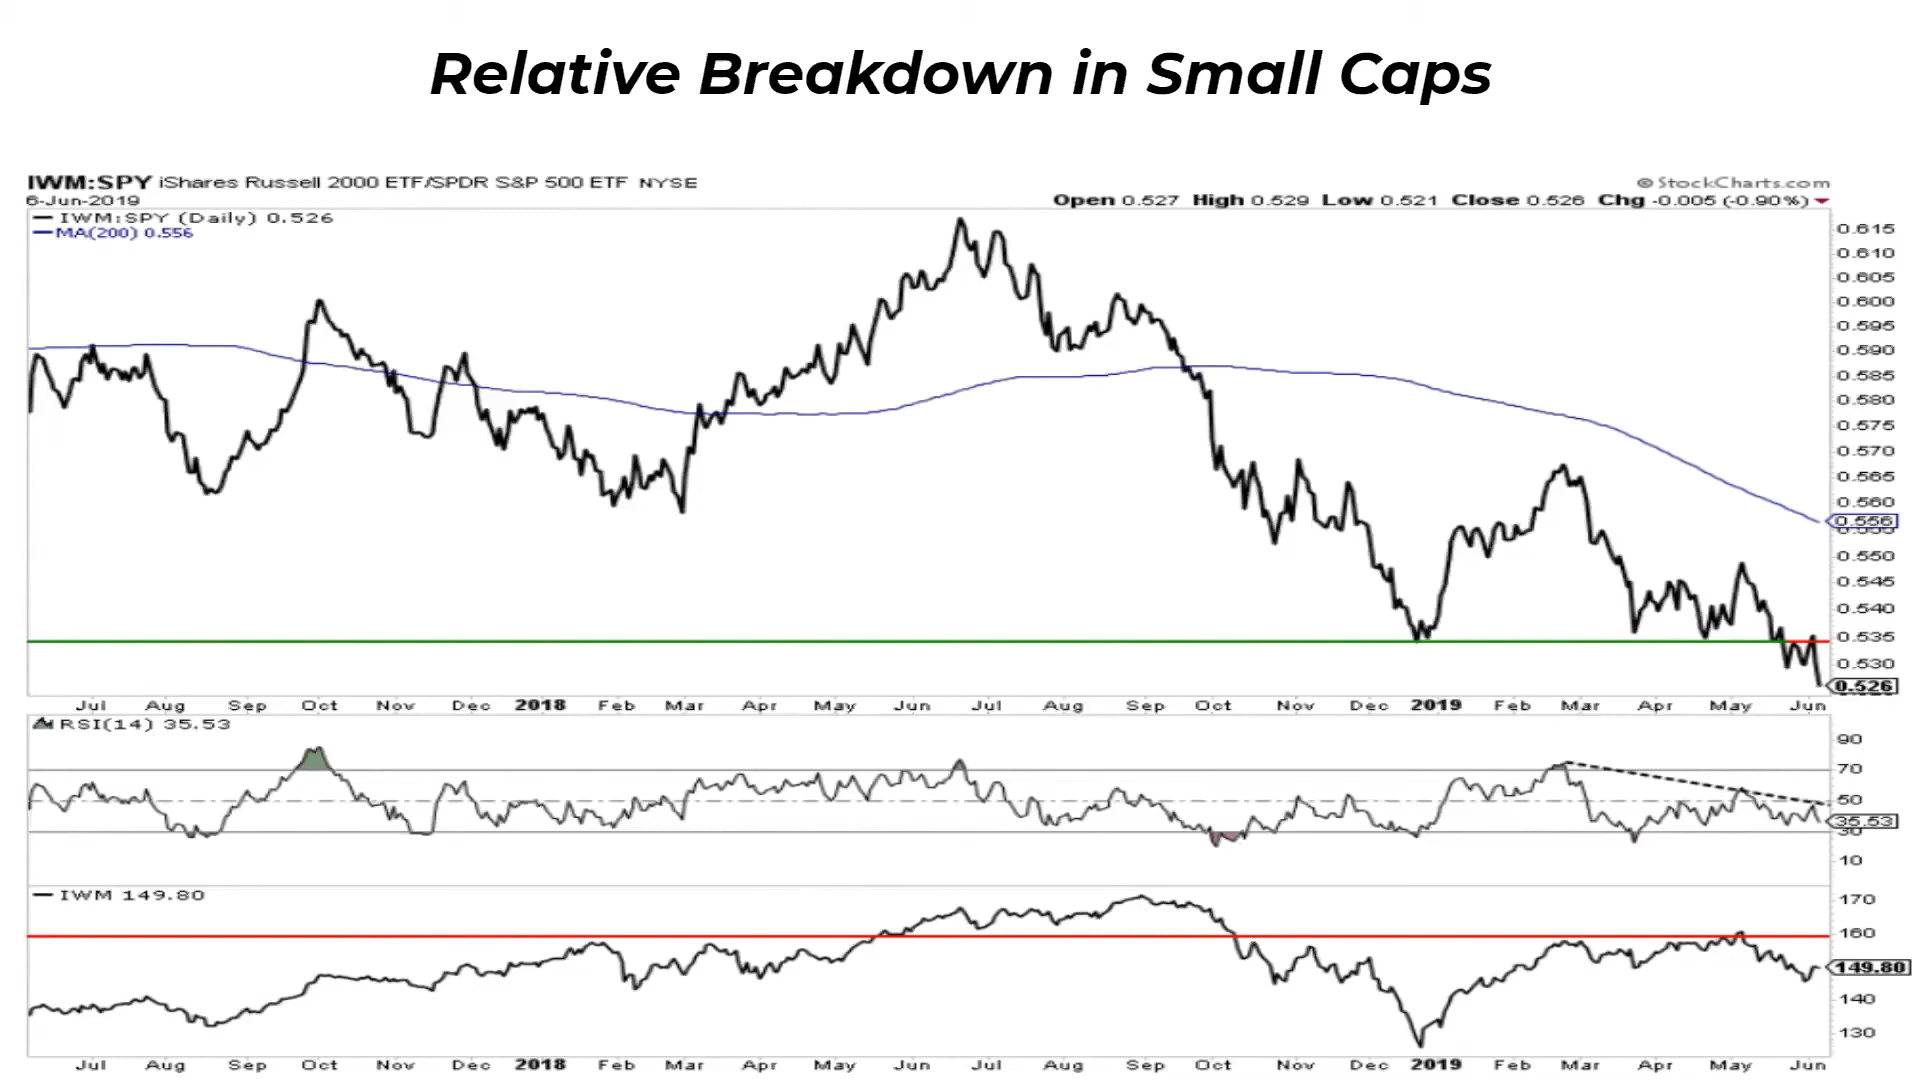 Relative Breakdown in Small Caps
IWM:SPY iShares Russell 2000 ETF/SPDR S&P 500 ETF NYSE
© StockCharts.com
6-Jun-2019
Open 0.527 High 0.529 Low 0.521 Close 0.526 Chg -0.005 (-0.90%)
IWM:SPY (Daily) 0.526
MA(200) 0.556
0.615
0.610
0.605
0.600
0.595
0.590
0.585
0.580
0.575
0.570
0.565
0.560
0.556
0.555
0.550
0.545
0.540
0.535
0.530
0.526
Jul Aug Sep Oct Nov Dec 2018 Feb Mar Apr May Jun Jul Aug Sep Oct Nov Dec 2019 Feb Mar Apr May Jun
RSI(14) 35.53
90
70
50
35.53
30
10
IWM 149.80
170
160
149.80
140
130
Jul Aug Sep Oct Nov Dec 2018 Feb Mar Apr May Jun Jul Aug Sep Oct Nov Dec 2019 Feb Mar Apr May Jun